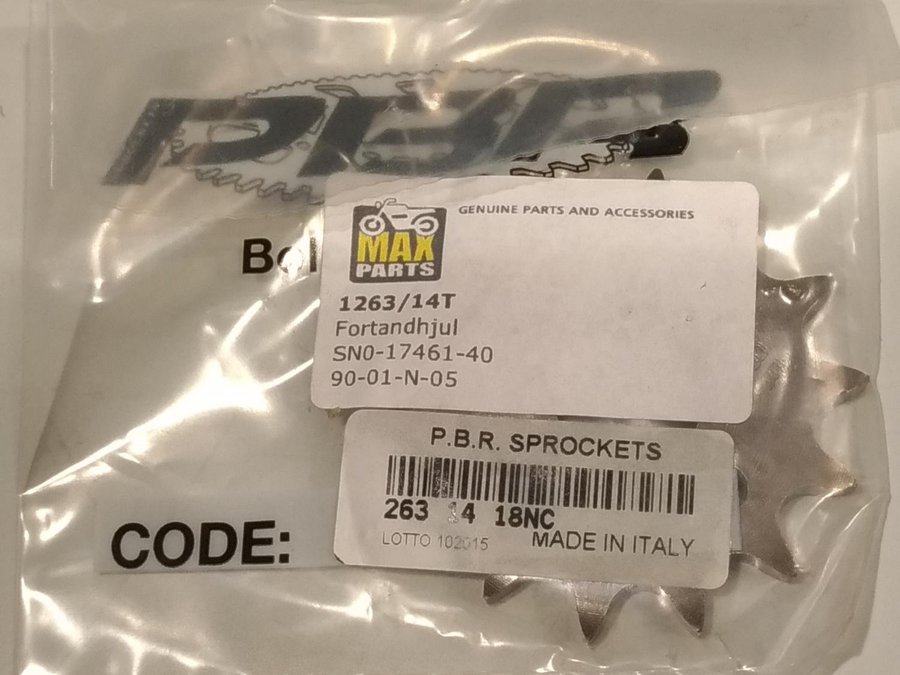 PBR
GENUINE PARTS AND ACCESSORIES
MAX
PARTS
1263/14T
Fortandhjul
SN0-17461-40
90-01-N-05
P.B.R. SPROCKETS
263 14 18NC
LOTTO 102015 MADE IN ITALY
CODE: